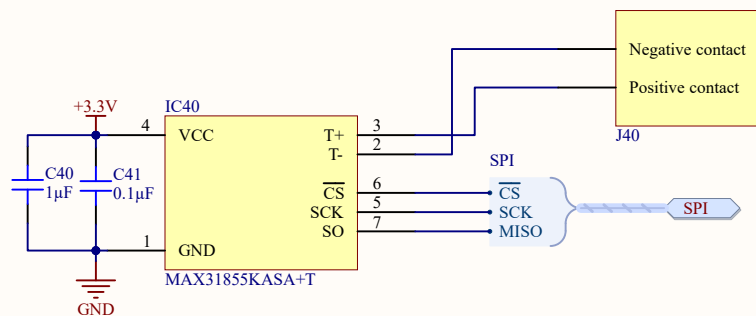 Negative contact
Positive contact
J40
+3.3V
IC40
4
VCC
T+
3
T-
2
C40
1µF
C41
0.1µF
SPI
CS
6
CS
SCK
5
SCK
SPI
SO
7
MISO
1
GND
MAX31855KASA+T
GND